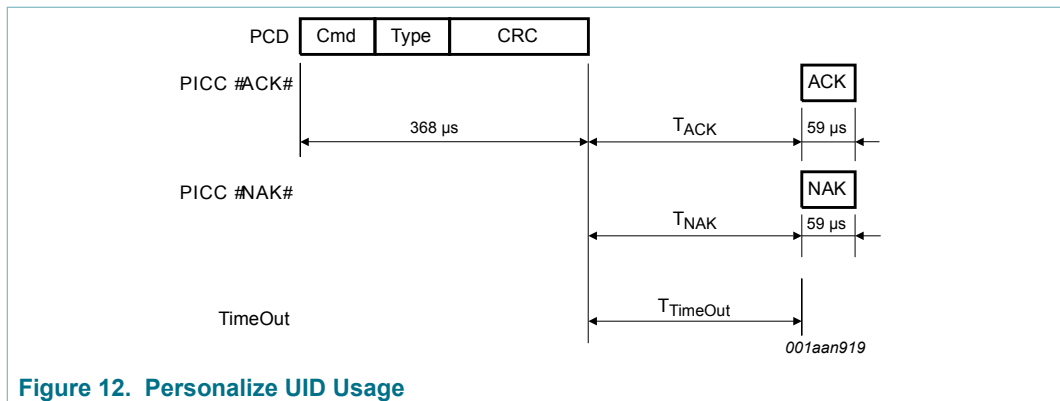 PCD Cmd Type CRC
PICC #ACK# ACK
368 µs TACK 59 µs
PICC #NAK# NAK
TNAK 59 µs
TimeOut TTimeOut
001aan919
Figure 12. Personalize UID Usage